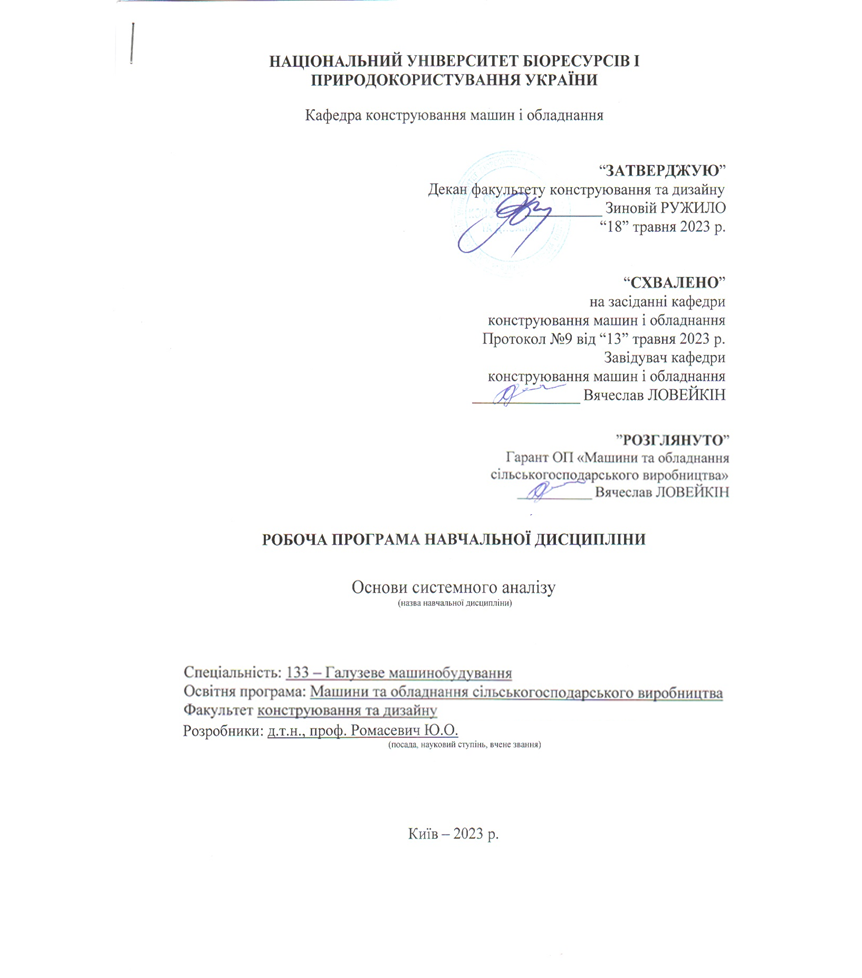 НАЦІОНАЛЬНИЙ УНІВЕРСИТЕТ БІОРЕСУРСІВ І
ПРИРОДОКОРИСТУВАННЯ УКРАЇНИ
Кафедра конструювання машин і обладнання
“ЗАТВЕРДЖУЮ”
Декан факультету конструювання та дизайну
Зиновій РУЖИЛО
“18” травня 2023 р.
“СХВАЛЕНО”
на засіданні кафедри
конструювання машин і обладнання
Протокол №9 від “13” травня 2023 р.
Завідувач кафедри
конструювання машин і обладнання
Вячеслав ЛОВЕЙКІН
”РОЗГЛЯНУТО”
Гарант ОП «Машини та обладнання
сільськогосподарського виробництва»
Вячеслав ЛОВЕЙКІН
РОБОЧА ПРОГРАМА НАВЧАЛЬНОЇ ДИСЦИПЛІНИ
Основи системного аналізу
(назва навчальної дисципліни)
Спеціальність: 133 – Галузеве машинобудування
Освітня програма: Машини та обладнання сільськогосподарського виробництва
Факультет конструювання та дизайну
Розробники: д.т.н., проф. Ромасевич Ю.О.
(посада, науковий ступінь, вчене звання)
Київ – 2023 р.